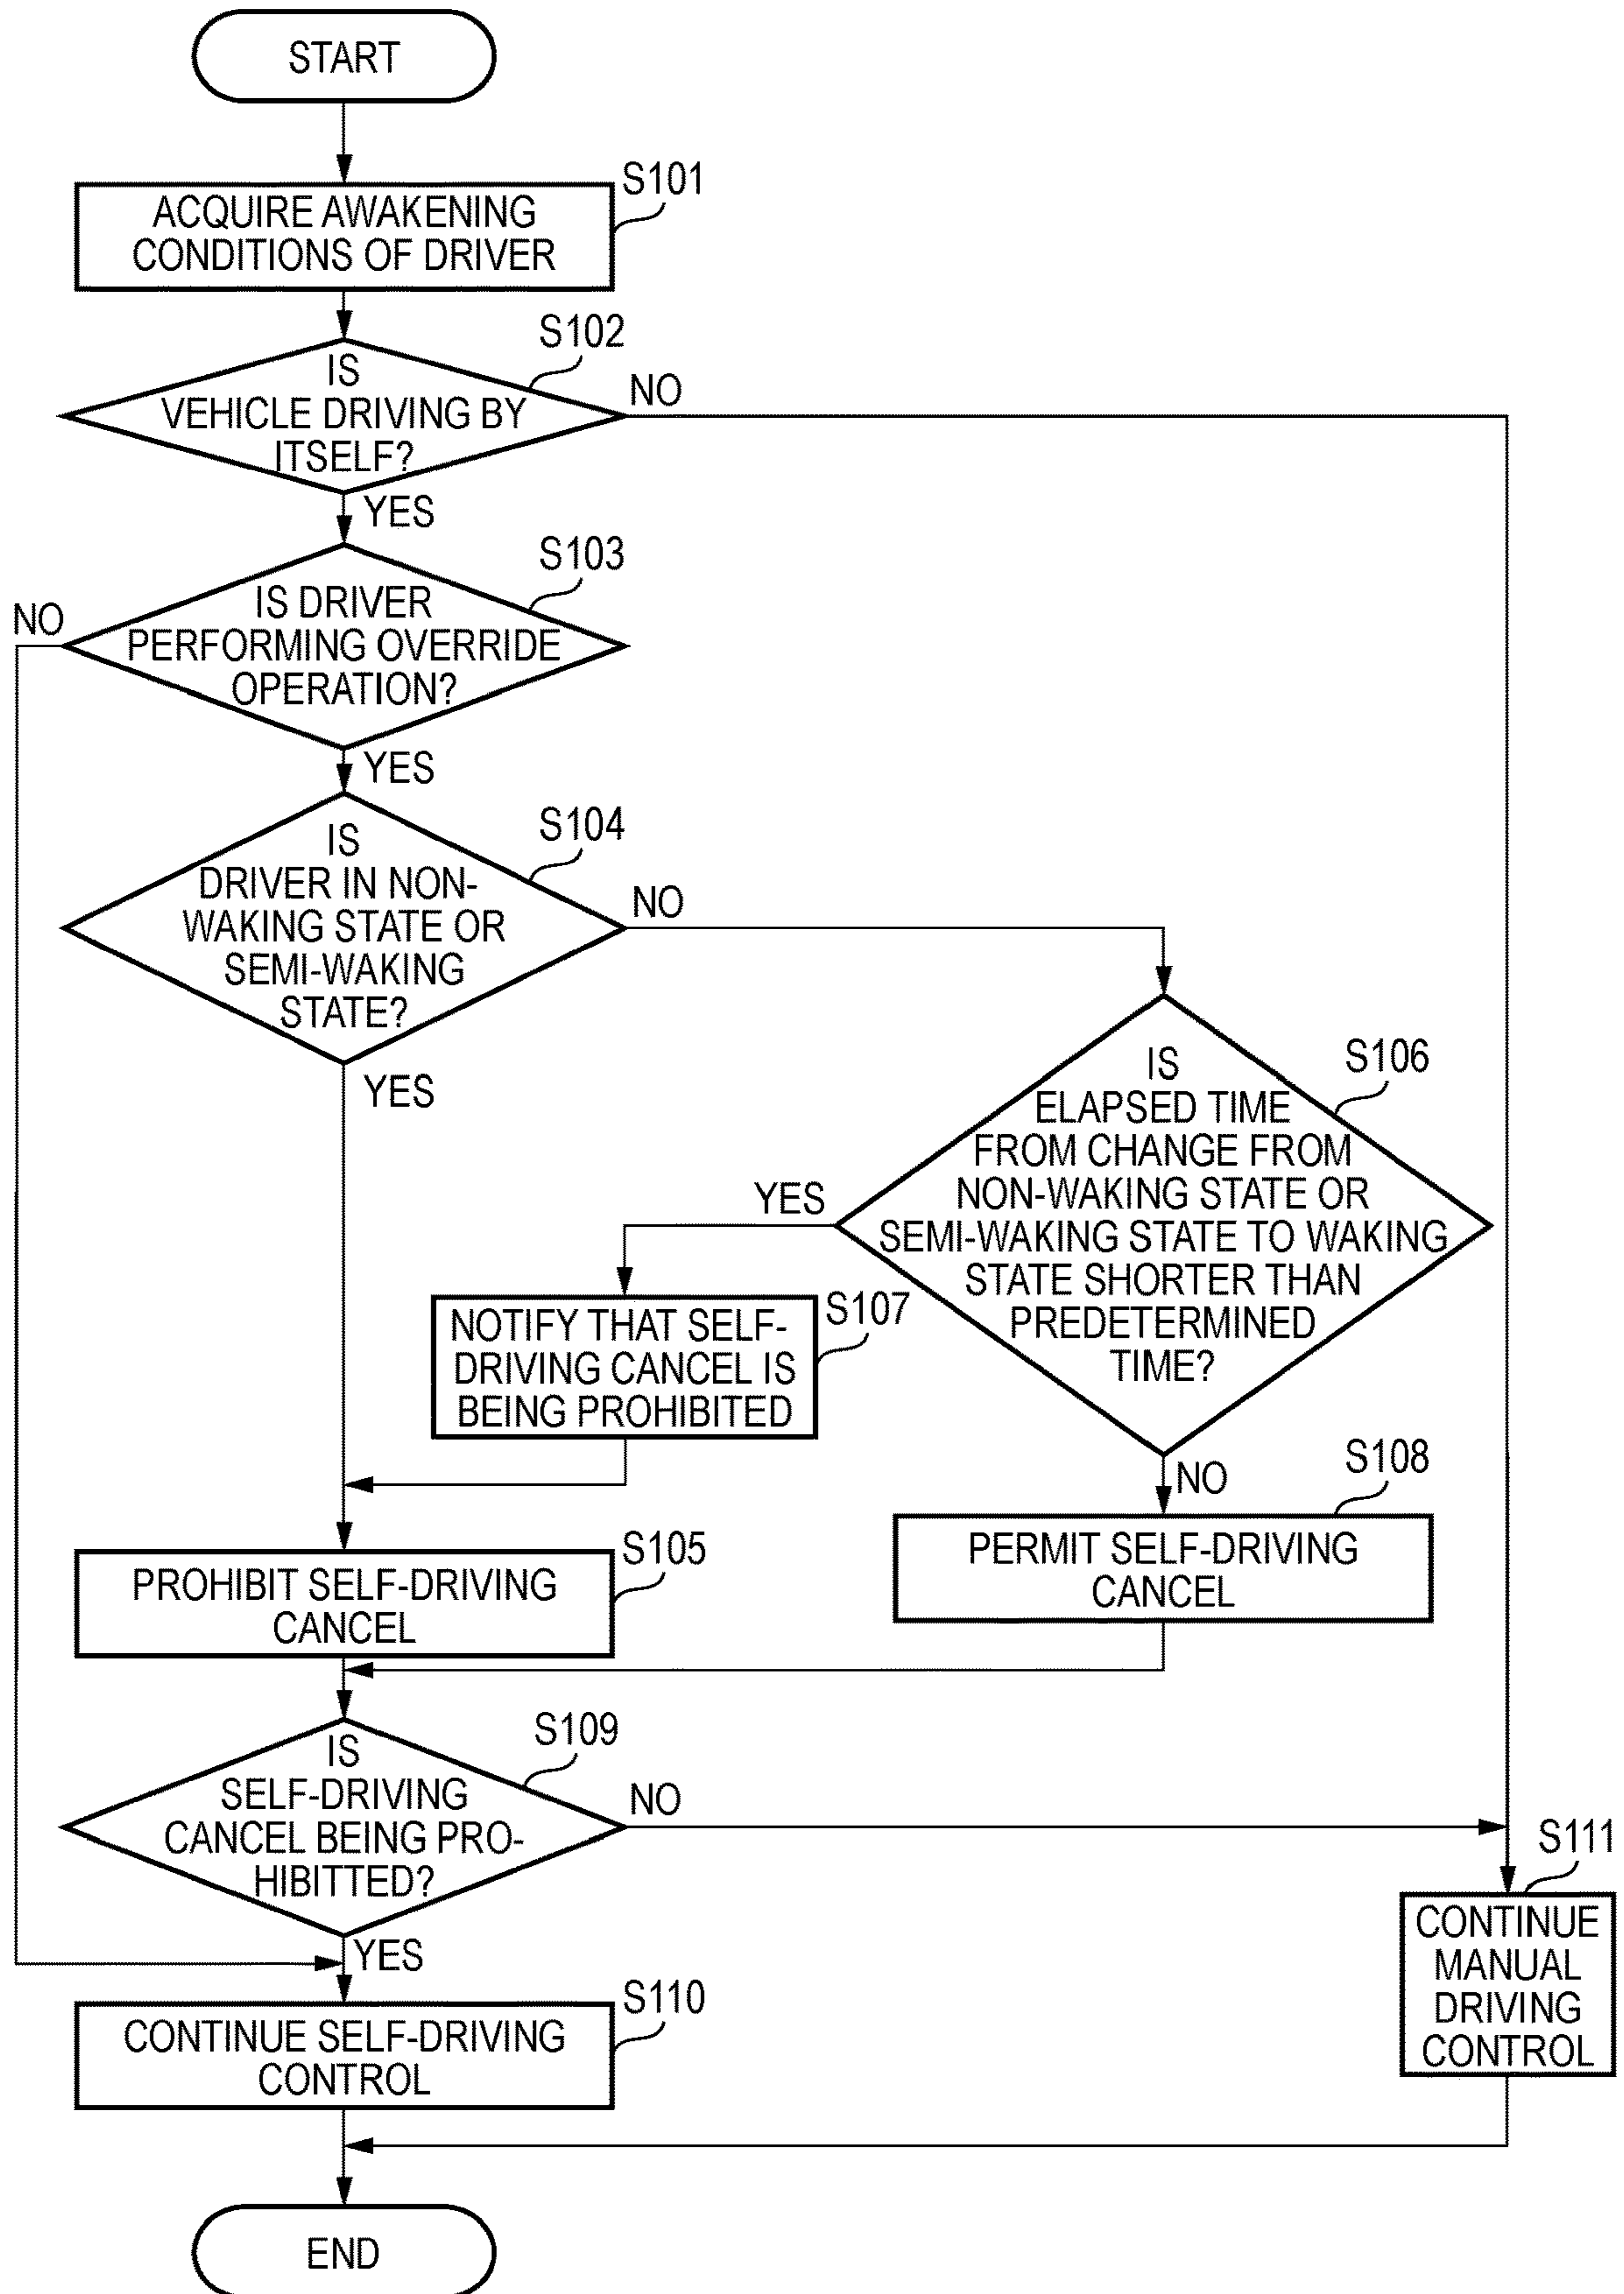 START
S101
ACQUIRE AWAKENING
CONDITIONS OF DRIVER
S102
IS
VEHICLE DRIVING BY
ITSELF?
NO
YES
S103
IS DRIVER
PERFORMING OVERRIDE
OPERATION?
NO
YES
S104
IS
DRIVER IN NON-
WAKING STATE OR
SEMI-WAKING
STATE?
NO
YES
S106
IS
ELAPSED TIME
FROM CHANGE FROM
NON-WAKING STATE OR
SEMI-WAKING STATE TO WAKING
STATE SHORTER THAN
PREDETERMINED
TIME?
YES
NO
S107
NOTIFY THAT SELF-
DRIVING CANCEL IS
BEING PROHIBITED
S108
PERMIT SELF-DRIVING
CANCEL
S105
PROHIBIT SELF-DRIVING
CANCEL
S109
IS
SELF-DRIVING
CANCEL BEING PRO-
HIBITTED?
NO
YES
S111
CONTINUE
MANUAL
DRIVING
CONTROL
S110
CONTINUE SELF-DRIVING
CONTROL
END